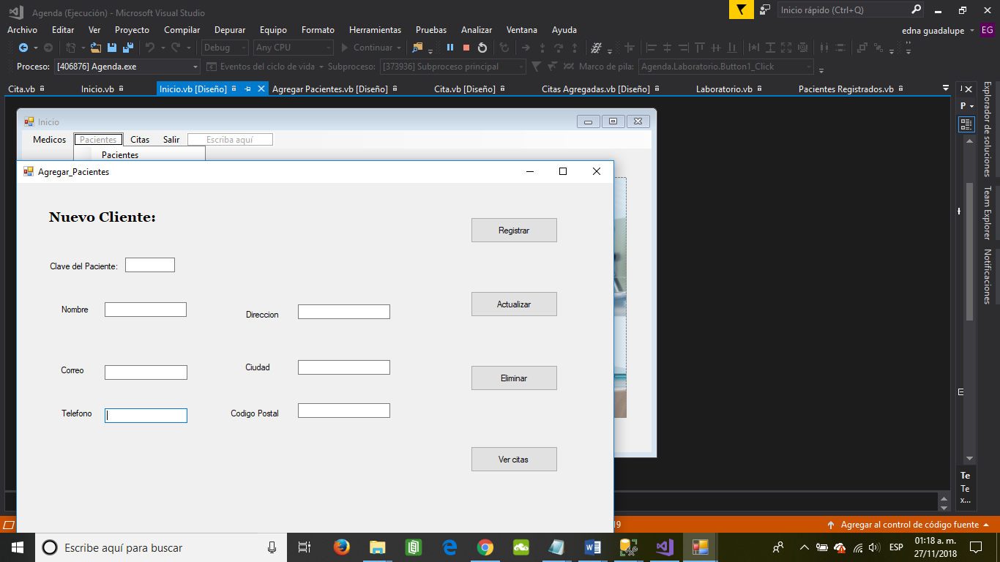 Agenda (Ejecución) - Microsoft Visual Studio
Inicio rápido (Ctrl+Q)
Archivo Editar Ver Proyecto Compilar Depurar Equipo Formato Herramientas Pruebas Analizar Ventana Ayuda
edna guadalupe EG
Debug Any CPU Continuar
Proceso: [406876] Agenda.exe Eventos del ciclo de vida Subproceso: [373936] Subproceso principal Marco de pila: Agenda.Laboratorio.Button1_Click
Cita.vb Inicio.vb Inicio.vb [Diseño] Agregar Pacientes.vb [Diseño] Cita.vb [Diseño] Citas Agregadas.vb [Diseño] Laboratorio.vb Pacientes Registrados.vb
P
Explorador de soluciones
Team Explorer
Notificaciones
Inicio
Medicos Pacientes Citas Salir Escriba aquí
Pacientes
Agregar_Pacientes
Nuevo Cliente:
Registrar
Clave del Paciente:
Actualizar
Nombre
Direccion
Correo
Ciudad
Eliminar
Telefono
Codigo Postal
Ver citas
Te
Te
x...
Agregar al control de código fuente
Escribe aquí para buscar
ESP
01:18 a. m.
27/11/2018